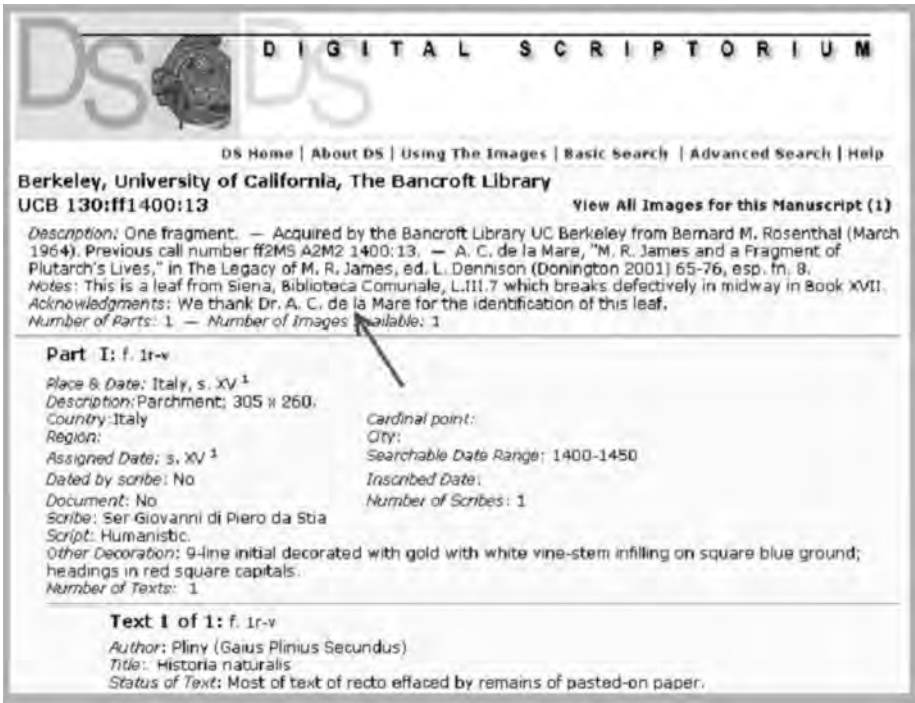 DS DS DIGITAL SCRIPTORIUM
DS Home | About DS | Using The Images | Basic Search | Advanced Search | Help
Berkeley, University of California, The Bancroft Library
UCB 130:ff1400:13 View All Images for this Manuscript (1)
Description: One fragment. — Acquired by the Bancroft Library UC Berkeley from Bernard M. Rosenthal (March
1964). Previous call number ff2MS A2M2 1400:13. — A. C. de la Mare, "M. R. James and a Fragment of
Plutarch's Lives," in The Legacy of M. R. James, ed. L. Dennison (Donington 2001) 65-76, esp. fn. 8.
Notes: This is a leaf from Siena, Biblioteca Comunale, L.III.7 which breaks defectively in midway in Book XVII.
Acknowledgments: We thank Dr. A. C. de la Mare for the identification of this leaf.
Number of Parts: 1 — Number of Images Available: 1
Part I: f. 1r-v
Place & Date: Italy, s. XV 1
Description: Parchment; 305 x 260.
Country: Italy Cardinal point:
Region: City:
Assigned Date: s. XV 1 Searchable Date Range: 1400-1450
Dated by scribe: No Inscribed Date:
Document: No Number of Scribes: 1
Scribe: Ser Giovanni di Piero da Stia
Script: Humanistic.
Other Decoration: 9-line initial decorated with gold with white vine-stem infilling on square blue ground;
headings in red square capitals.
Number of Texts: 1
Text 1 of 1: f. 1r-v
Author: Pliny (Gaius Plinius Secundus)
Title: Historia naturalis
Status of Text: Most of text of recto effaced by remains of pasted-on paper.